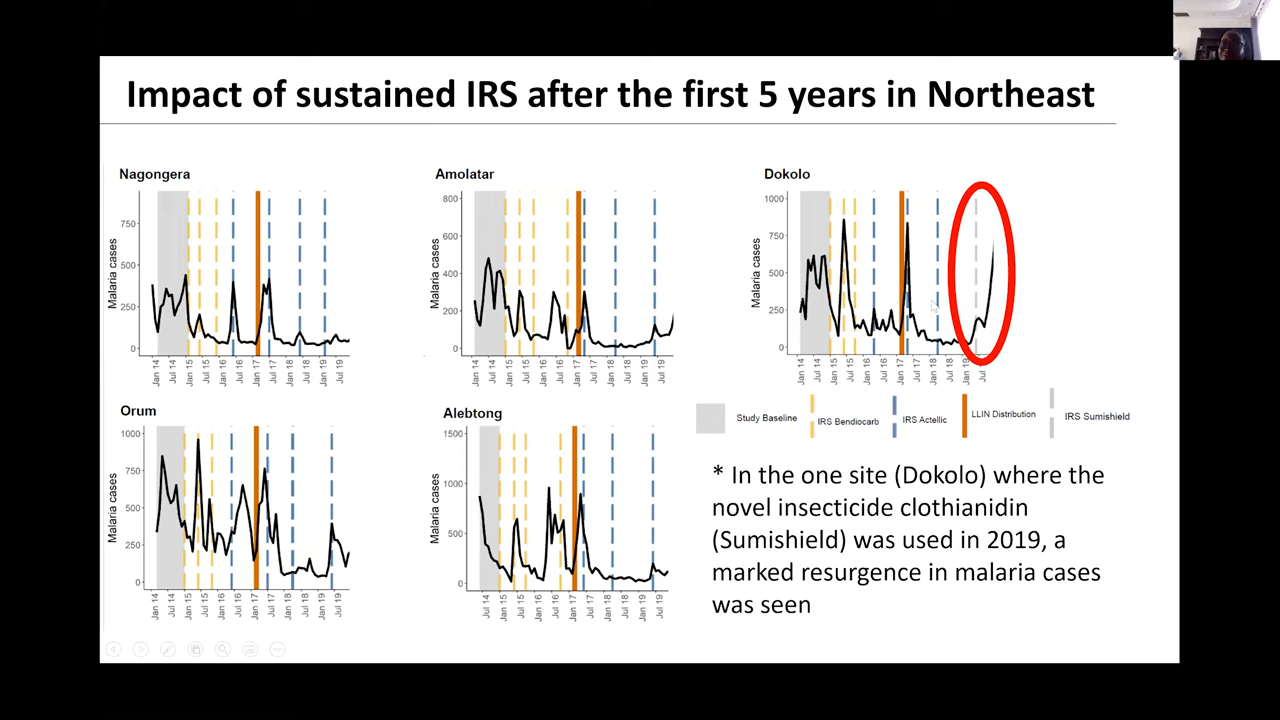 Impact of sustained IRS after the first 5 years in Northeast
Nagongera
Malaria cases
750
500
250
0
Jan 14
Jul 14
Jan 15
Jul 15
Jan 16
Jul 16
Jan 17
Jul 17
Jan 18
Jul 18
Jan 19
Jul 19
Amolatar
Malaria cases
800
600
400
200
0
Jan 14
Jul 14
Jan 15
Jul 15
Jan 16
Jul 16
Jan 17
Jul 17
Jan 18
Jul 18
Jan 19
Jul 19
Dokolo
Malaria cases
1000
750
500
250
0
Jan 14
Jul 14
Jan 15
Jul 15
Jan 16
Jul 16
Jan 17
Jul 17
Jan 18
Jul 18
Jan 19
Jul
Study Baseline
IRS Bendiocarb
IRS Actellic
LLIN Distribution
IRS Sumishield
Orum
Malaria cases
1000
750
500
250
0
Jan 14
Jul 14
Jan 15
Jul 15
Jan 16
Jul 16
Jan 17
Jul 17
Jan 18
Jul 18
Jan 19
Jul 19
Alebtong
Malaria cases
1500
1000
500
0
Jul 14
Jan 15
Jul 15
Jan 16
Jul 16
Jan 17
Jul 17
Jan 18
Jul 18
Jan 19
Jul 19
* In the one site (Dokolo) where the
novel insecticide clothianidin
(Sumishield) was used in 2019, a
marked resurgence in malaria cases
was seen